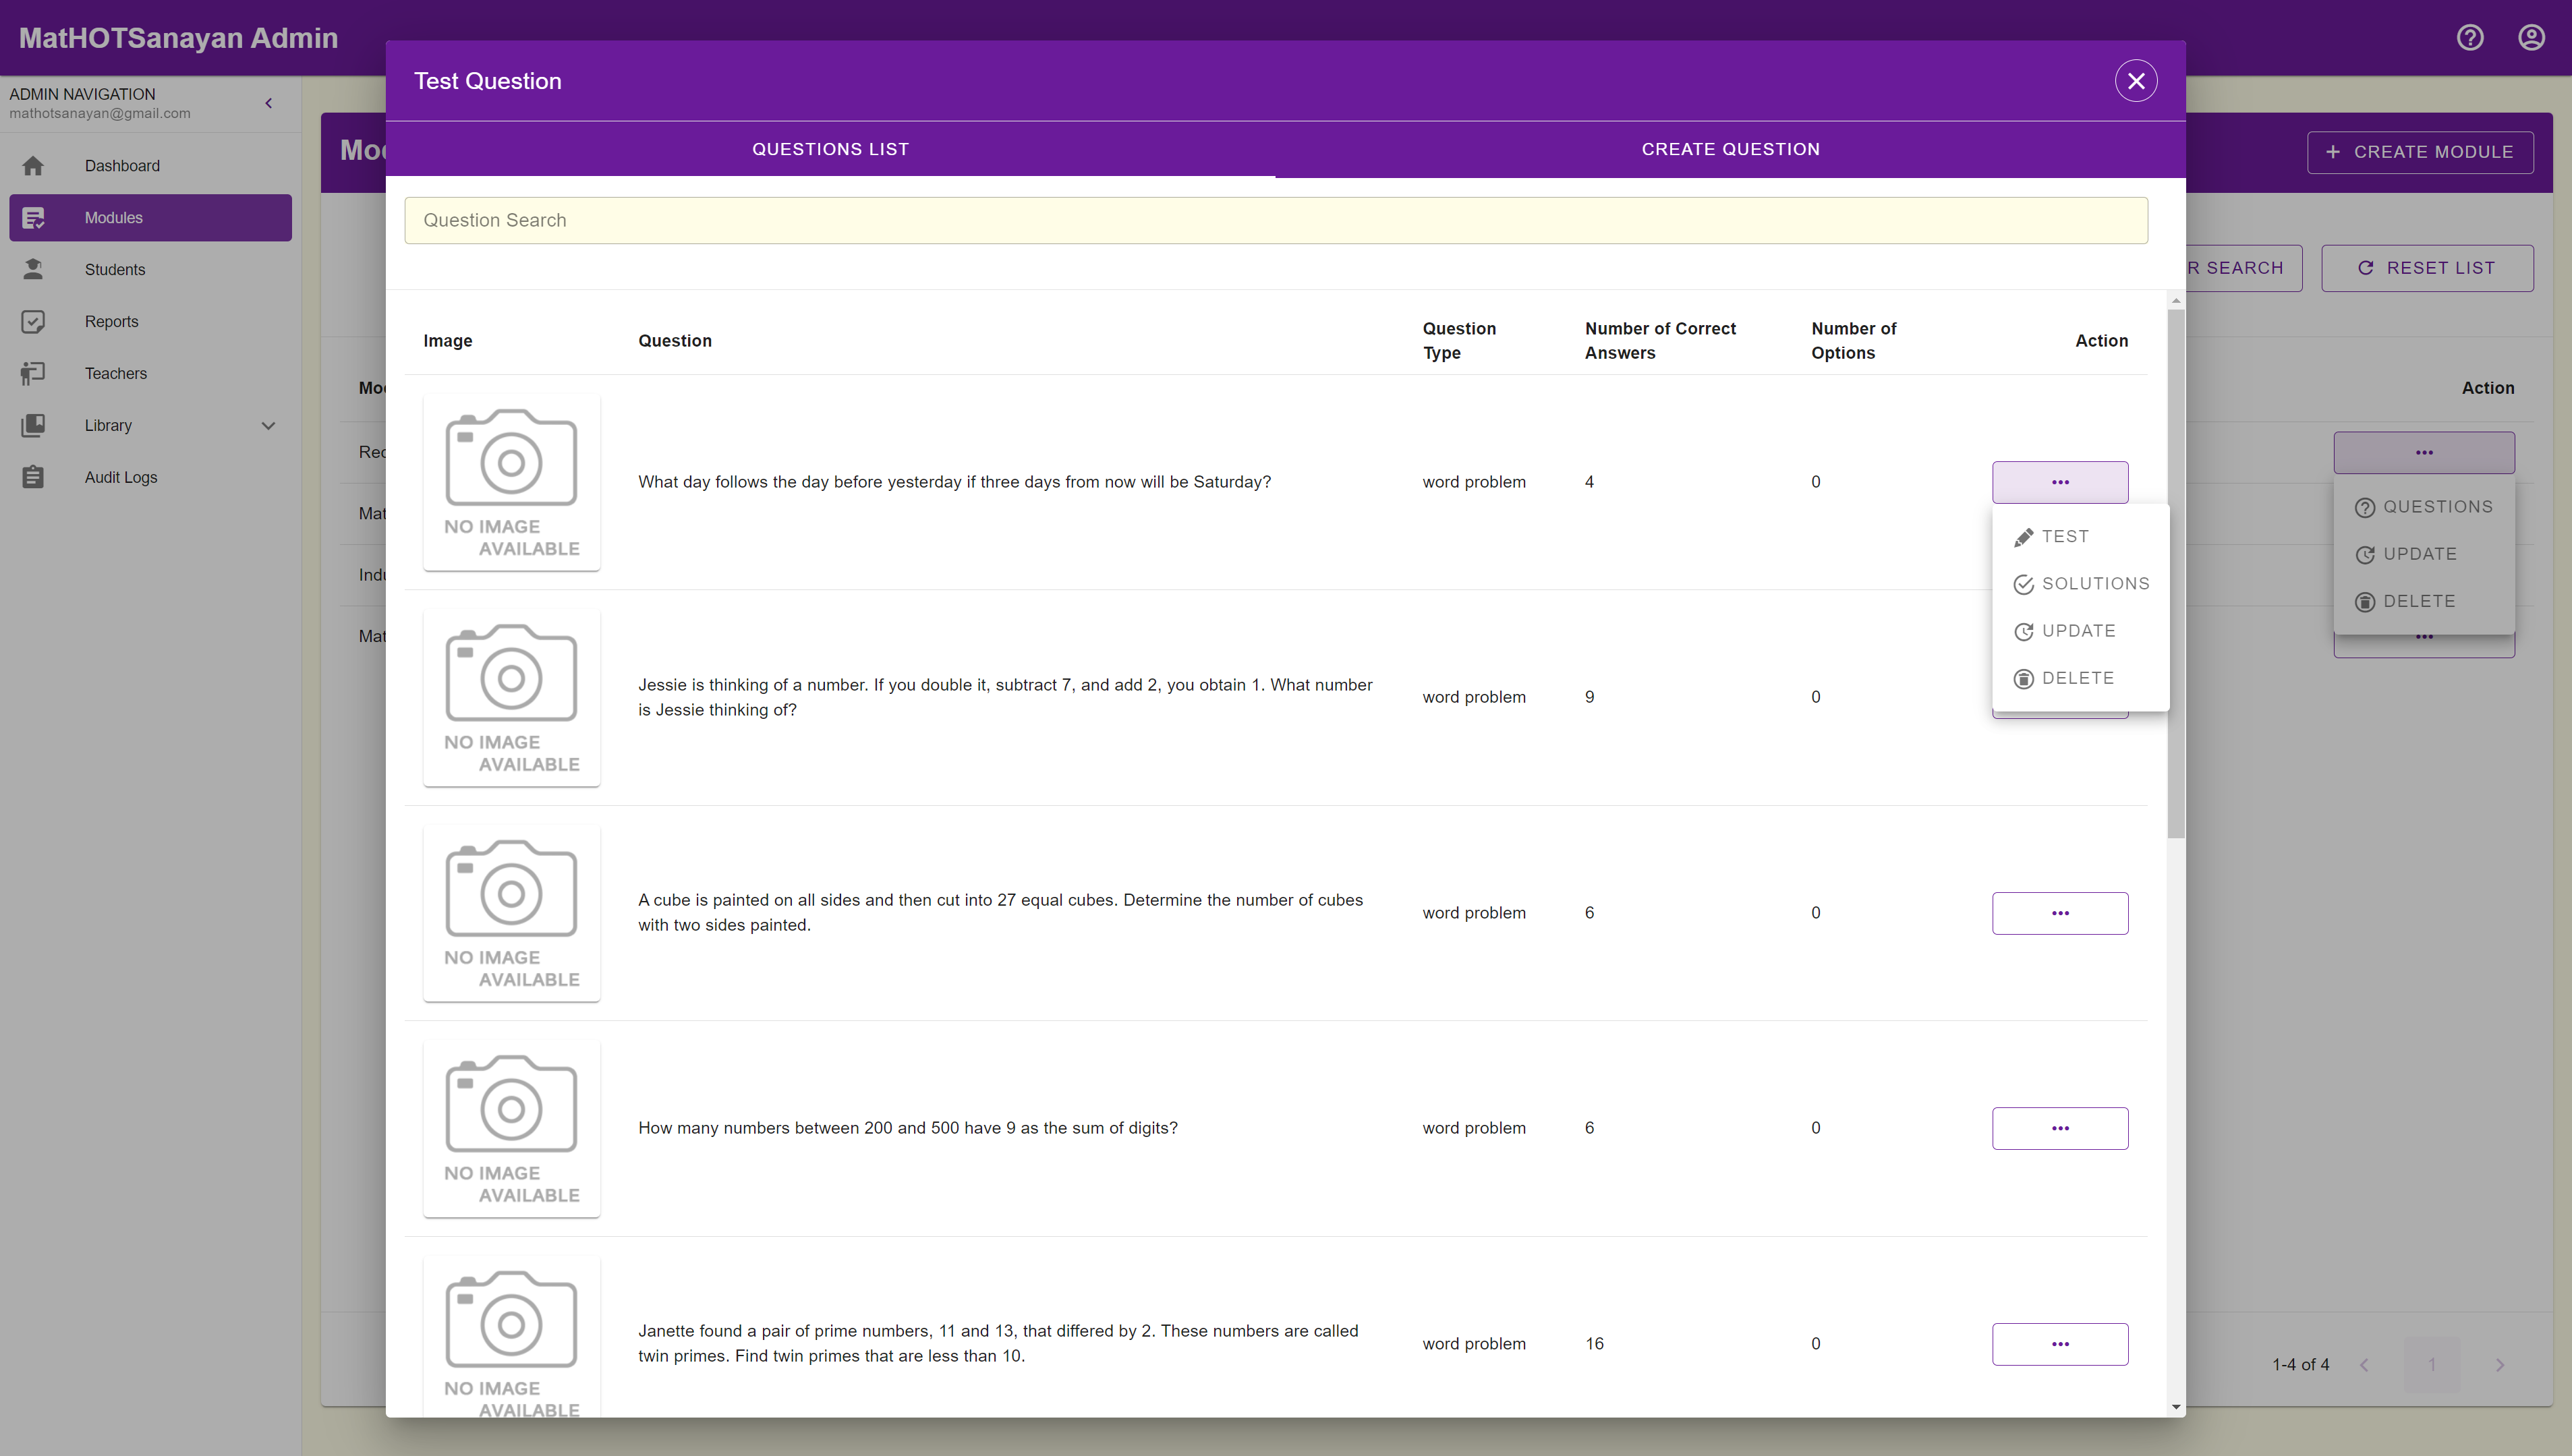 MatHOTSanayan Admin
ADMIN NAVIGATION
mathotsanayan@gmail.com
Dashboard
Modules
Students
Reports
Teachers
Library
Audit Logs
CREATE MODULE
R SEARCH
RESET LIST
Action
QUESTIONS
UPDATE
DELETE
1-4 of 4
1
Test Question
QUESTIONS LIST
CREATE QUESTION
Question Search
Image
Question
Question
Type
Number of Correct
Answers
Number of
Options
Action
NO IMAGE
AVAILABLE
What day follows the day before yesterday if three days from now will be Saturday?
word problem
4
0
TEST
SOLUTIONS
UPDATE
DELETE
NO IMAGE
AVAILABLE
Jessie is thinking of a number. If you double it, subtract 7, and add 2, you obtain 1. What number
is Jessie thinking of?
word problem
9
0
NO IMAGE
AVAILABLE
A cube is painted on all sides and then cut into 27 equal cubes. Determine the number of cubes
with two sides painted.
word problem
6
0
NO IMAGE
AVAILABLE
How many numbers between 200 and 500 have 9 as the sum of digits?
word problem
6
0
NO IMAGE
AVAILABLE
Janette found a pair of prime numbers, 11 and 13, that differed by 2. These numbers are called
twin primes. Find twin primes that are less than 10.
word problem
16
0